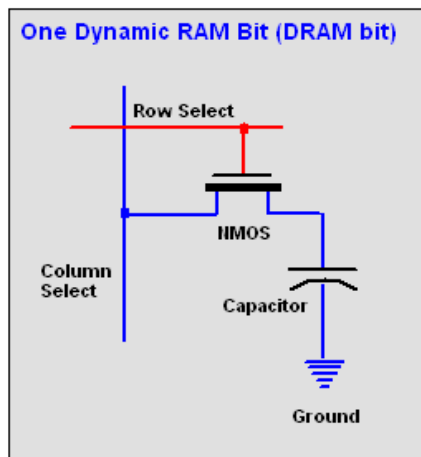 One Dynamic RAM Bit (DRAM bit)
Row Select
NMOS
Column
Select
Capacitor
Ground